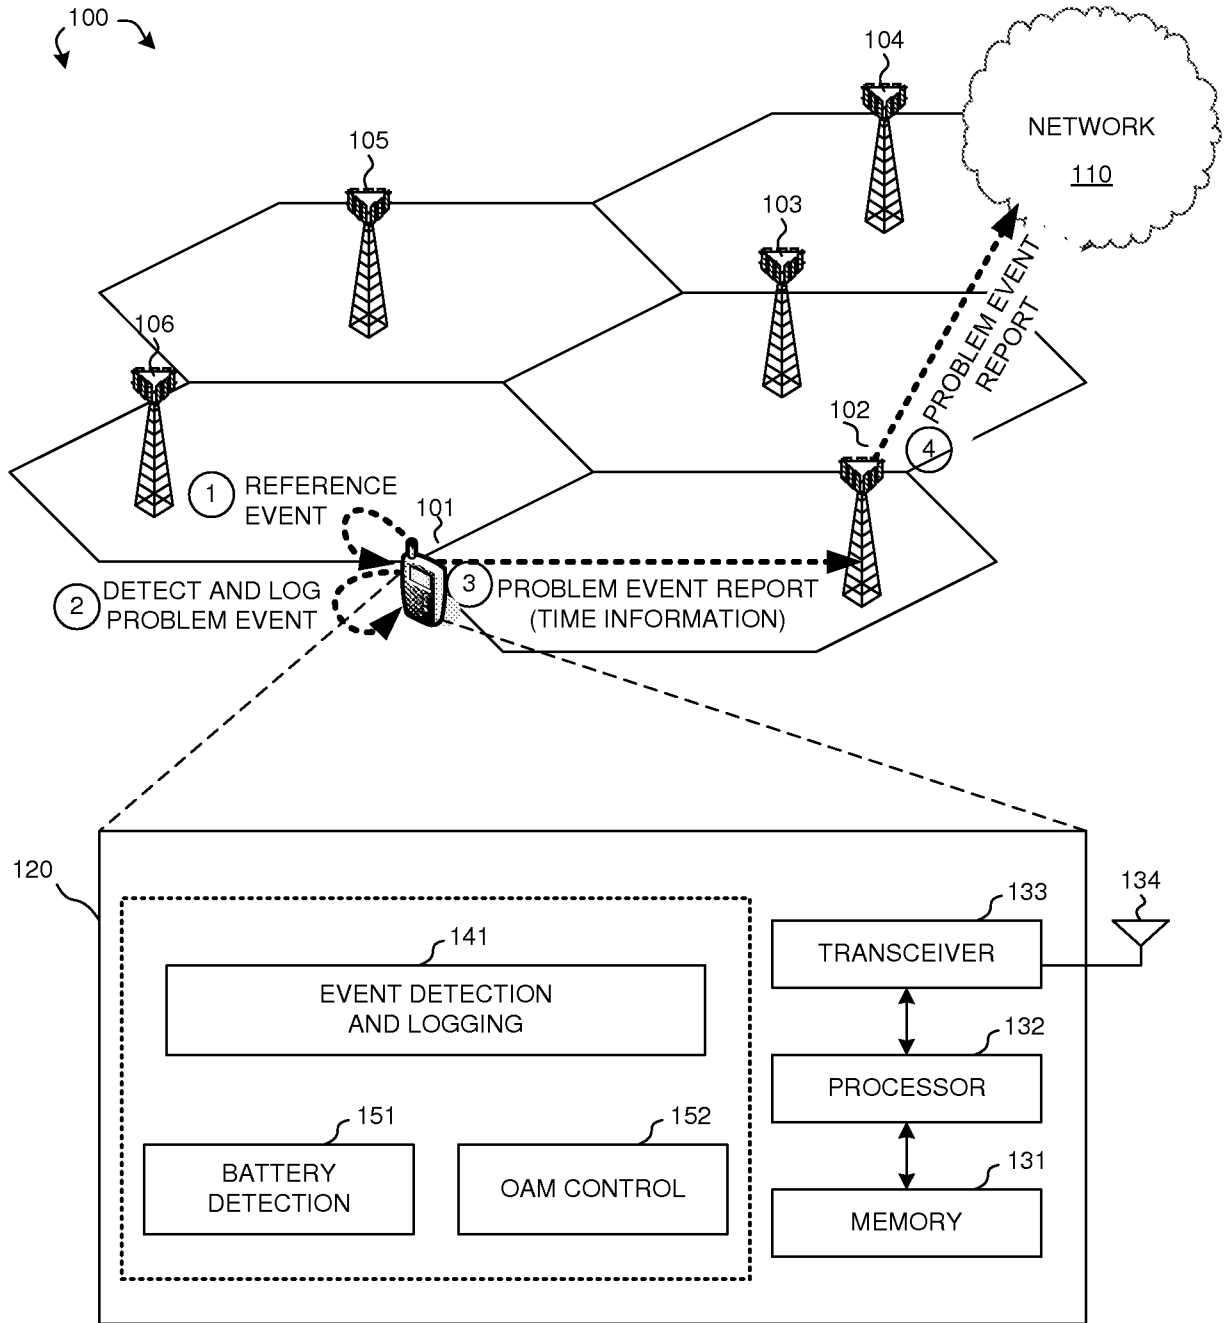 100
104
NETWORK
110
105
103
106
PROBLEM EVENT
REPORT
102
4
1
REFERENCE
EVENT
101
2
DETECT AND LOG
PROBLEM EVENT
3
PROBLEM EVENT REPORT
(TIME INFORMATION)
120
133
134
TRANSCEIVER
141
EVENT DETECTION
AND LOGGING
132
PROCESSOR
151
152
BATTERY
DETECTION
OAM CONTROL
131
MEMORY